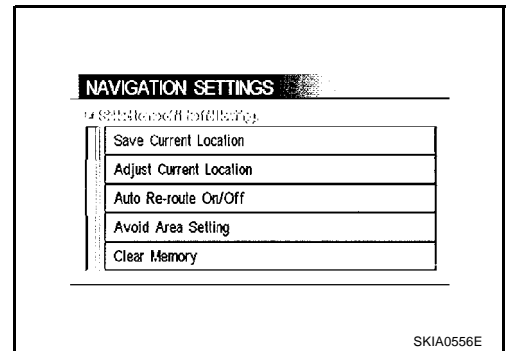 NAVIGATION SETTINGS
Save Current Location
Adjust Current Location
Auto Re-route On/Off
Avoid Area Setting
Clear Memory
SKIA0556E